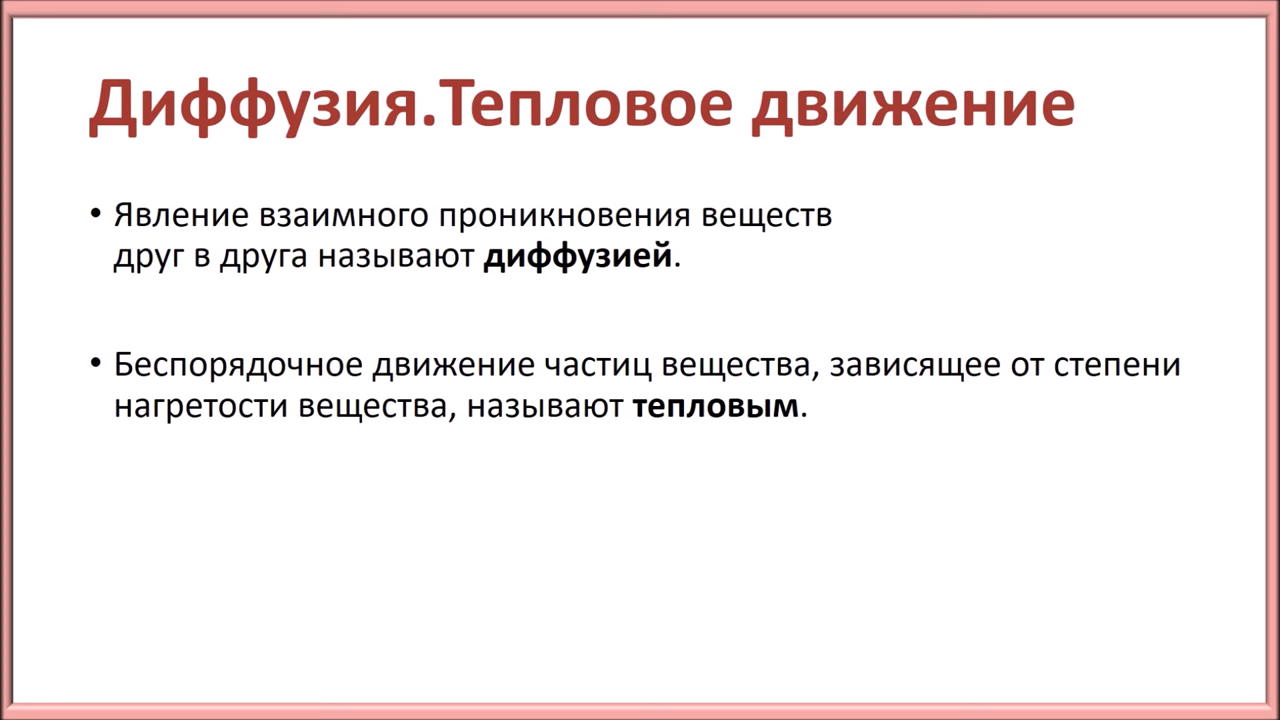 Диффузия.Тепловое движение
• Явление взаимного проникновения веществ
друг в друга называют диффузией.
• Беспорядочное движение частиц вещества, зависящее от степени
нагретости вещества, называют тепловым.